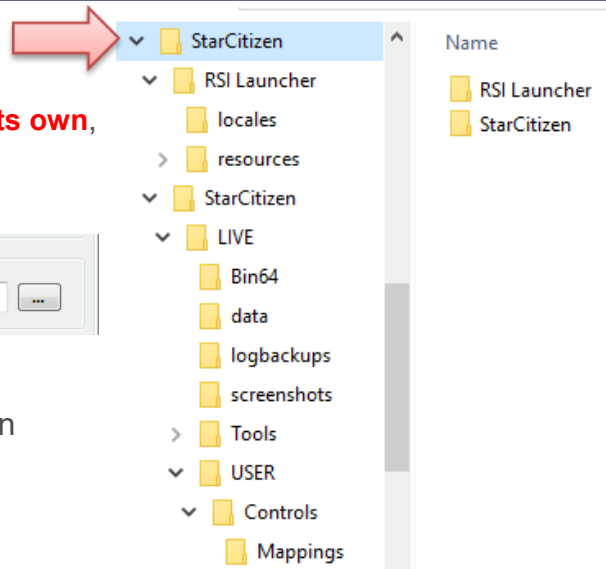 StarCitizen
RSI Launcher
locales
resources
StarCitizen
LIVE
Bin64
data
logbackups
screenshots
Tools
USER
Controls
Mappings
Name
RSI Launcher
StarCitizen
ts own,
...
n